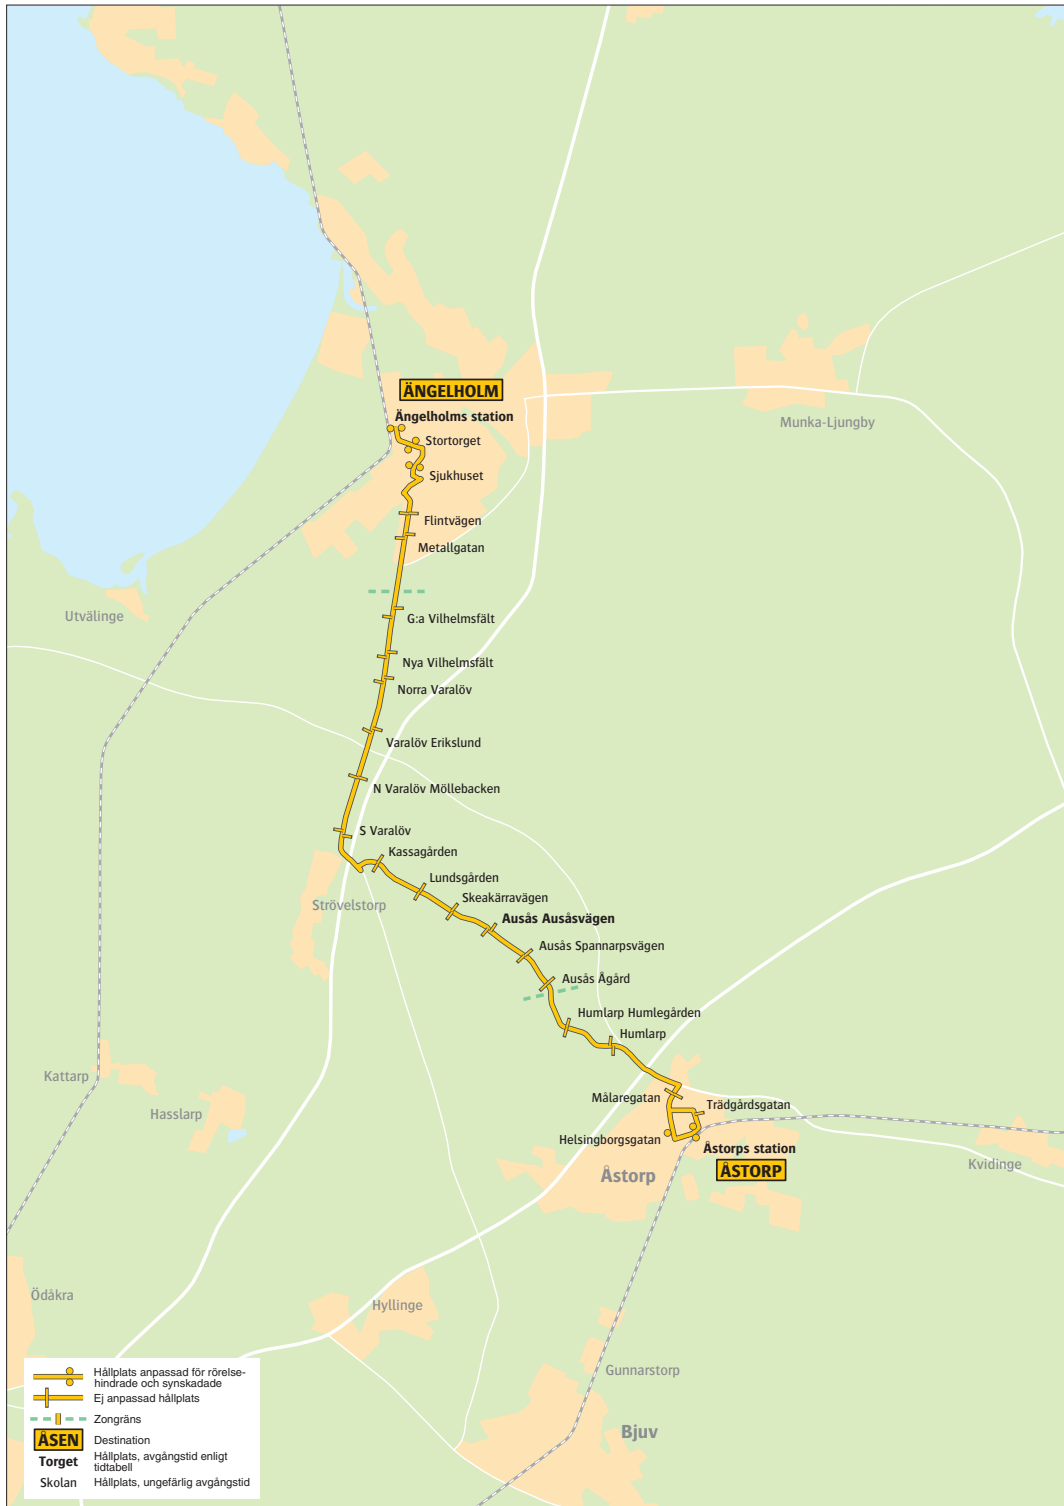 ÄNGELHOLM
Ängelholms station
Stortorget
Munka-Ljungby
Sjukhuset
Flintvägen
Metallgatan
Utvälinge
G:a Vilhelmsfält
Nya Vilhelmsfält
Norra Varalöv
Varalöv Erikslund
N Varalöv Möllebacken
S Varalöv
Kassagården
Lundsgården
Skeakärravägen
Strövelstorp
Ausås Ausåsvägen
Ausås Spannarpsvägen
Ausås Ågård
Humlarp Humlegården
Humlarp
Kattarp
Målaregatan
Trädgårdsgatan
Hasslarp
Helsingborgsgatan
Åstorps station
Kvidinge
ÅSTORP
Åstorp
Ödåkra
Hyllinge
Gunnarstorp
Bjuv
Hållplats anpassad för rörelse-
hindrade och synskadade
Ej anpassad hållplats
Zongräns
ÅSEN Destination
Torget Hållplats, avgångstid enligt
tidtabell
Skolan Hållplats, ungefärlig avgångstid